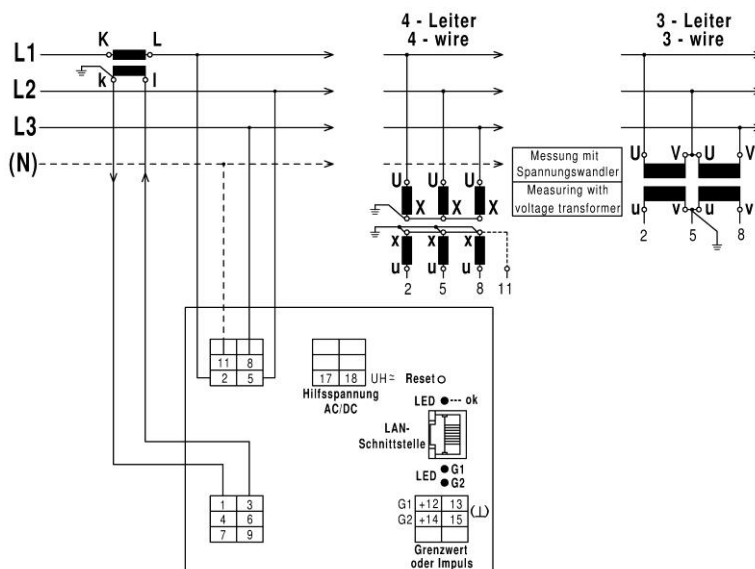 4 - Leiter
4 - wire
3 - Leiter
3 - wire
K L
L1
k l
L2
L3
(N)
Messung mit
Spannungswandler
Measuring with
voltage transformer
U U U
X X X
x x x
u u u
2 5 8 11
U V U V
u v u v
2 5 8
11 8
2 5
17 18 UH≂
Hilfsspannung
AC/DC
Reset
LED ok
LAN-
Schnittstelle
LED G1
G2
1 3
4 6
7 9
G1 +12 13 (⊥)
G2 +14 15
Grenzwert
oder Impuls